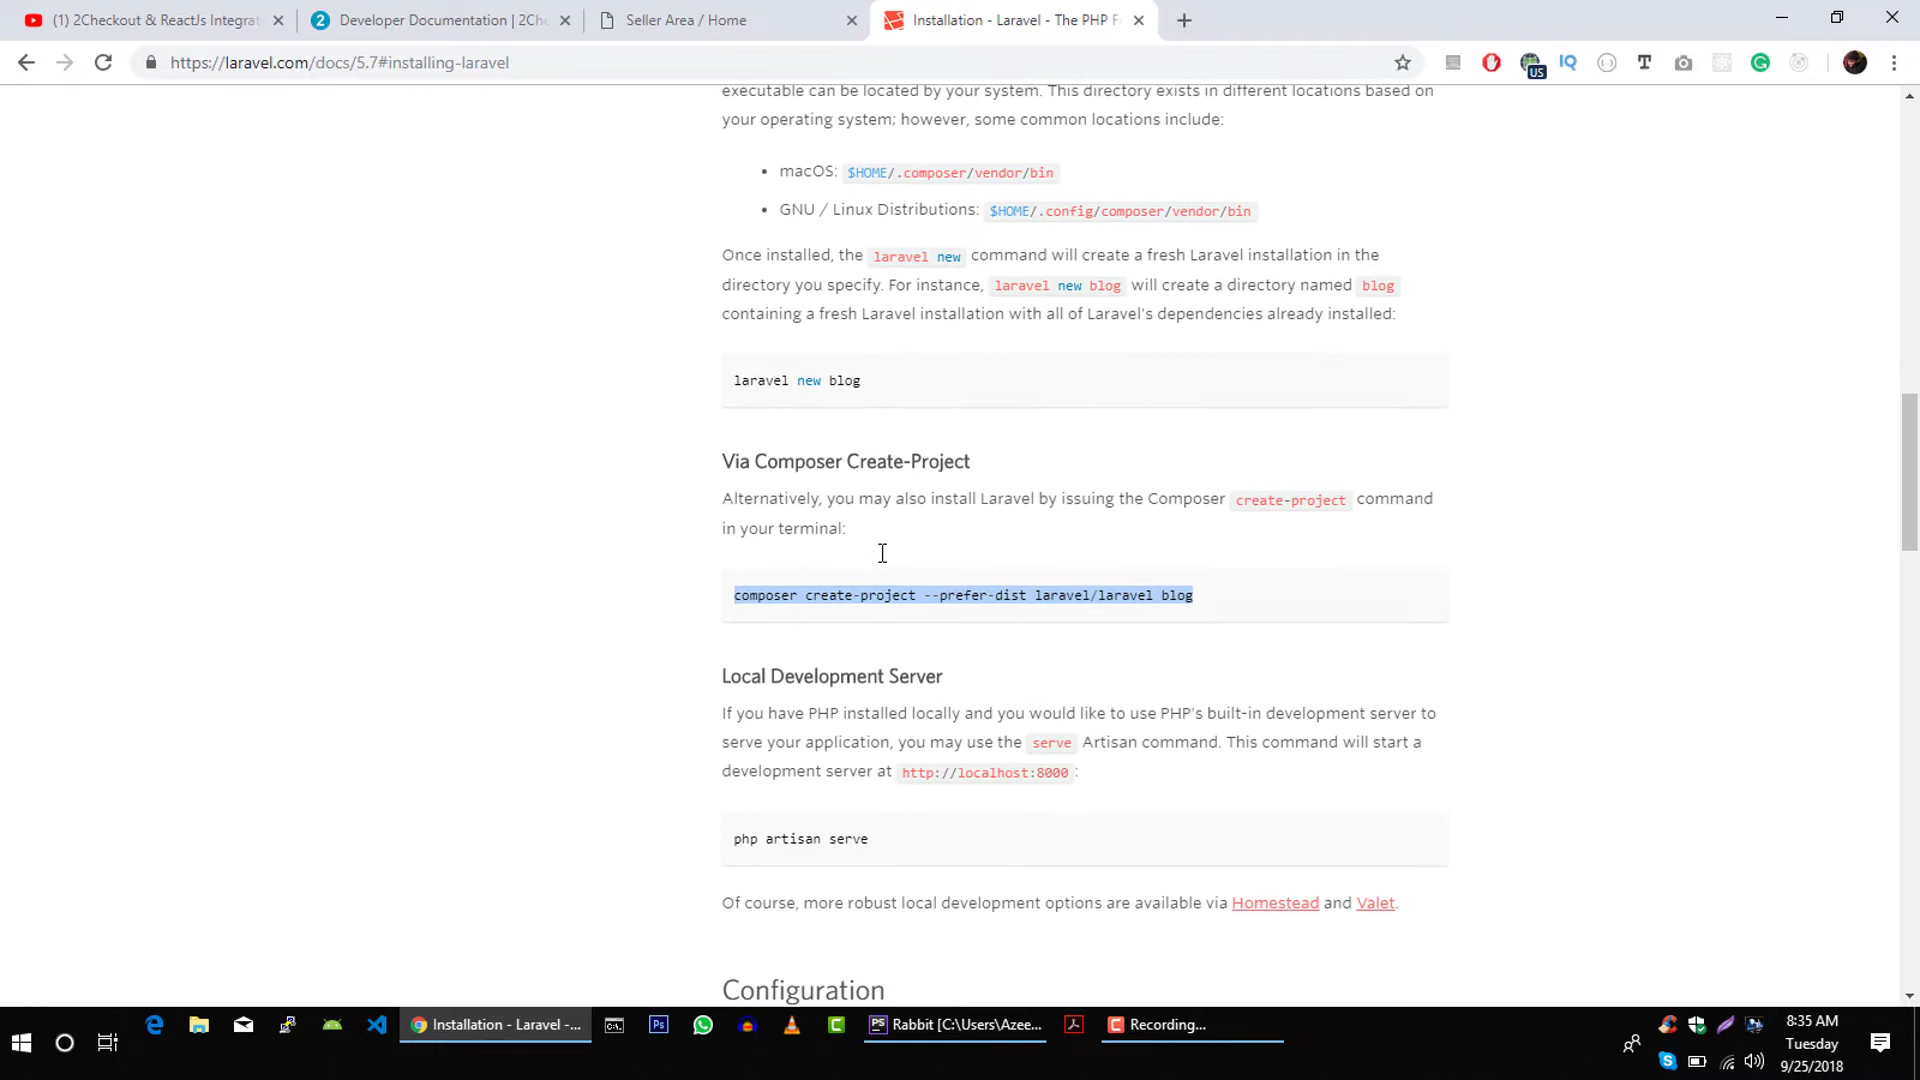 (1) 2Checkout & ReactJs Integrat
Developer Documentation | 2Ch
Seller Area / Home
Installation - Laravel - The PHP F
https://laravel.com/docs/5.7#installing-laravel
executable can be located by your system. This directory exists in different locations based on
your operating system; however, some common locations include:
• macOS: $HOME/.composer/vendor/bin
• GNU / Linux Distributions: $HOME/.config/composer/vendor/bin
Once installed, the laravel new command will create a fresh Laravel installation in the
directory you specify. For instance, laravel new blog will create a directory named blog
containing a fresh Laravel installation with all of Laravel's dependencies already installed:
laravel new blog
Via Composer Create-Project
Alternatively, you may also install Laravel by issuing the Composer create-project command
in your terminal:
composer create-project --prefer-dist laravel/laravel blog
Local Development Server
If you have PHP installed locally and you would like to use PHP's built-in development server to
serve your application, you may use the serve Artisan command. This command will start a
development server at http://localhost:8000:
php artisan serve
Of course, more robust local development options are available via Homestead and Valet.
Configuration
Installation - Laravel -...
Rabbit [C:\Users\Azee...
Recording...
8:35 AM
Tuesday
9/25/2018